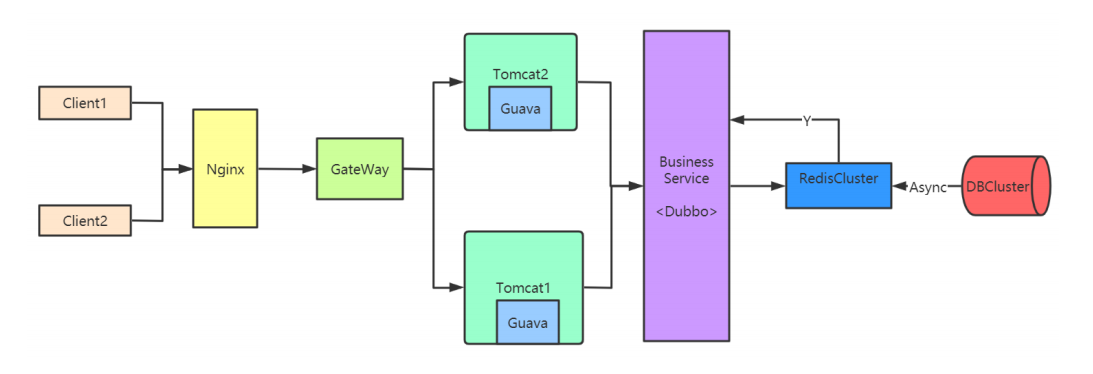 Client1
Client2
Nginx
GateWay
Tomcat2
Guava
Tomcat1
Guava
Business
Service
<Dubbo>
Y
RedisCluster
Async
DBCluster